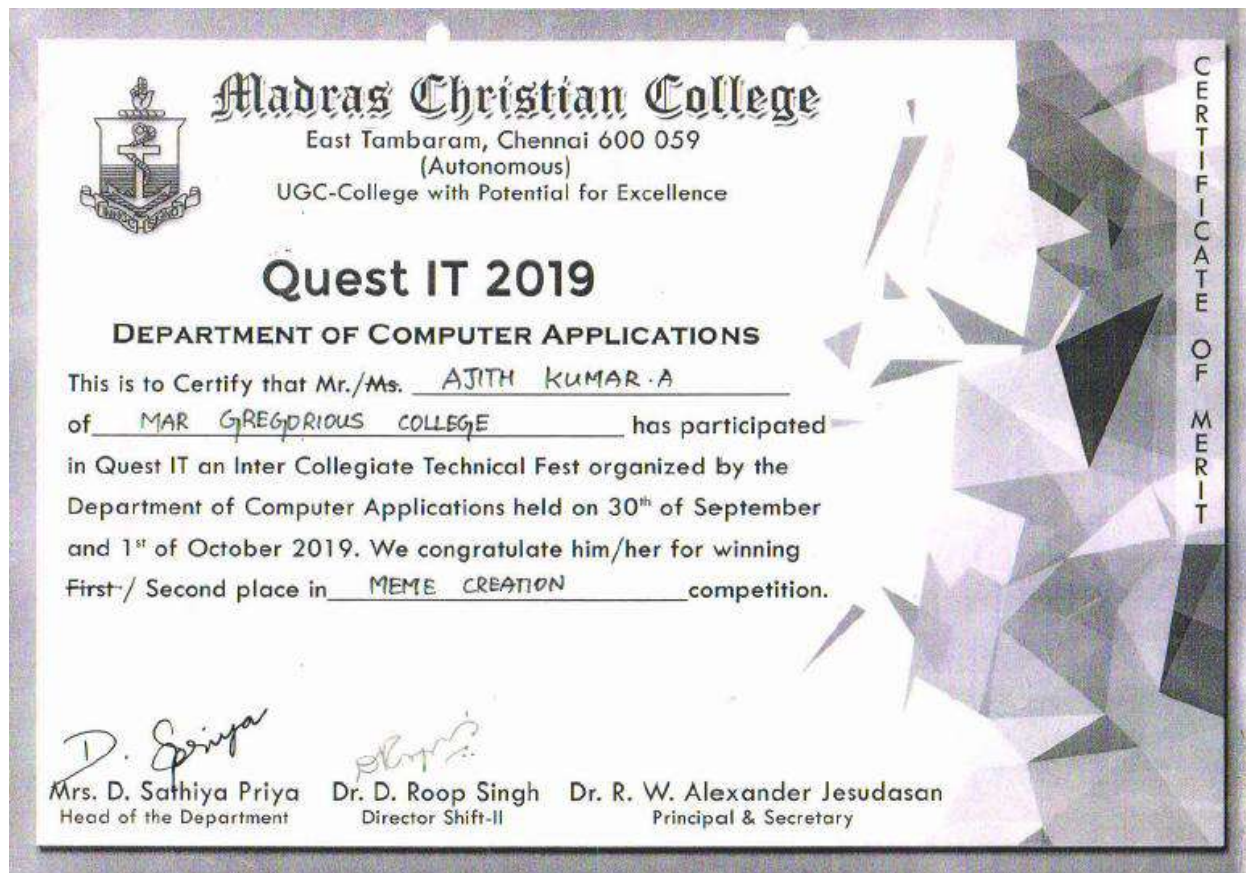 Madras Christian College
East Tambaram, Chennai 600 059
(Autonomous)
UGC-College with Potential for Excellence
Quest IT 2019
DEPARTMENT OF COMPUTER APPLICATIONS
This is to Certify that Mr./Ms. AJITH KUMAR.A
of MAR GREGORIOUS COLLEGE has participated
in Quest IT an Inter Collegiate Technical Fest organized by the
Department of Computer Applications held on 30th of September
and 1st of October 2019. We congratulate him/her for winning
First / Second place in MEME CREATION competition.
D. Spriya
Mrs. D. Sathiya Priya Dr. D. Roop Singh Dr. R. W. Alexander Jesudasan
Head of the Department Director Shift-II Principal & Secretary
CERTIFICATE OF MERIT